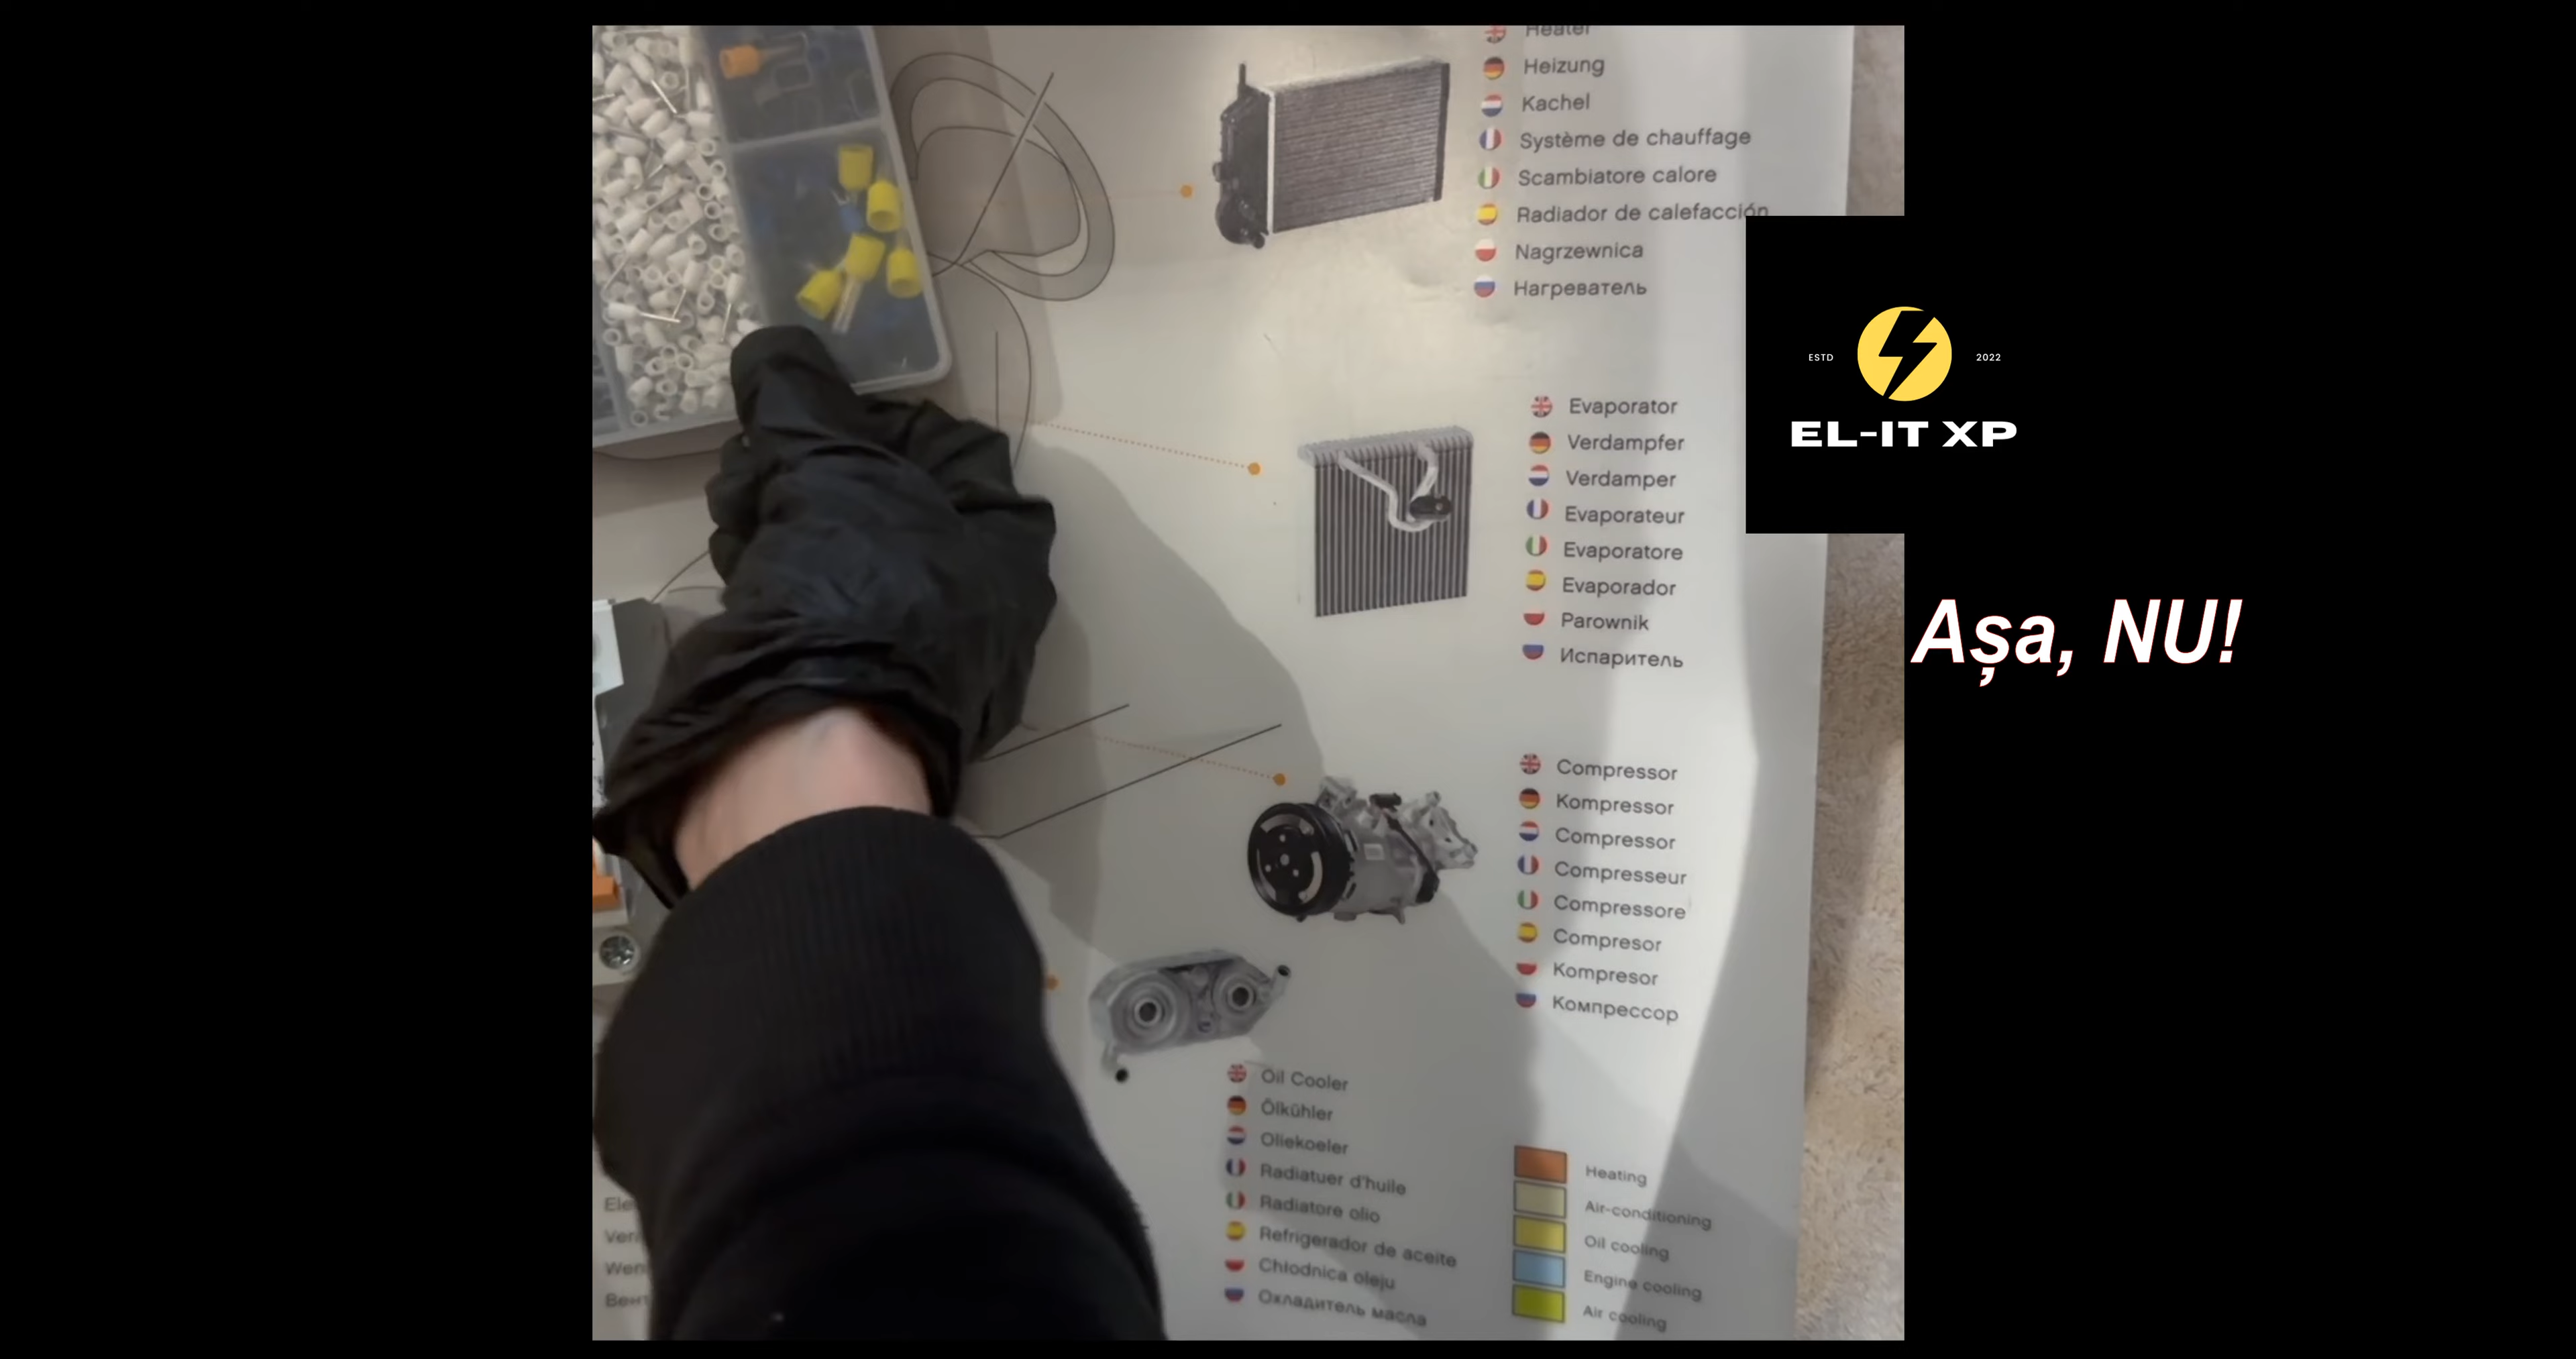 Heater
Heizung
Kachel
Système de chauffage
Scambiatore calore
Radiador de calefacción
Nagrzewnica
Нагреватель
ESTD
2022
EL-IT XP
Evaporator
Verdampfer
Verdamper
Evaporateur
Evaporatore
Evaporador
Parownik
Испаритель
Așa, NU!
Compressor
Kompressor
Compressor
Compresseur
Compressore
Compresor
Kompresor
Компрессор
Oil Cooler
Ölkühler
Oliekoeler
Radiatuer d'huile
Radiatore olio
Refrigerador de aceite
Chłodnica oleju
Охладитель масла
Heating
Air-conditioning
Oil cooling
Engine cooling
Air cooling